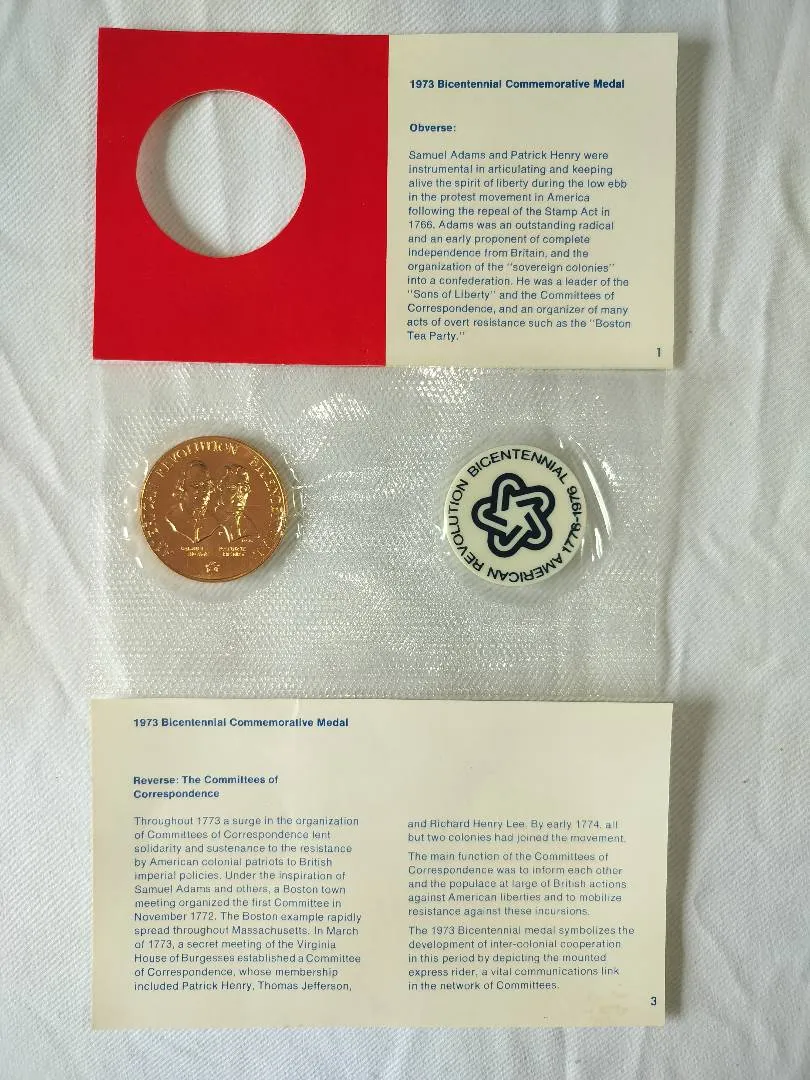 1973 Bicentennial Commemorative Medal
Obverse:
Samuel Adams and Patrick Henry were
instrumental in articulating and keeping
alive the spirit of liberty during the low ebb
in the protest movement in America
following the repeal of the Stamp Act in
1766. Adams was an outstanding radical
and an early proponent of complete
independence from Britain, and the
organization of the "sovereign colonies"
into a confederation. He was a leader of the
"Sons of Liberty" and the Committees of
Correspondence, and an organizer of many
acts of overt resistance such as the "Boston
Tea Party."
1
REVOLUTION
AMERICAN REVOLUTION BICENTENNIAL 1776-1976
1973 Bicentennial Commemorative Medal
Reverse: The Committees of
Correspondence
Throughout 1773 a surge in the organization
of Committees of Correspondence lent
solidarity and sustenance to the resistance
by American colonial patriots to British
imperial policies. Under the inspiration of
Samuel Adams and others, a Boston town
meeting organized the first Committee in
November 1772. The Boston example rapidly
spread throughout Massachusetts. In March
of 1773, a secret meeting of the Virginia
House of Burgesses established a Committee
of Correspondence, whose membership
included Patrick Henry, Thomas Jefferson,
and Richard Henry Lee. By early 1774, all
but two colonies had joined the movement.
The main function of the Committees of
Correspondence was to inform each other
and the populace at large of British actions
against American liberties and to mobilize
resistance against these incursions.
The 1973 Bicentennial medal symbolizes the
development of inter-colonial cooperation
in this period by depicting the mounted
express rider, a vital communications link
in the network of Committees.
3